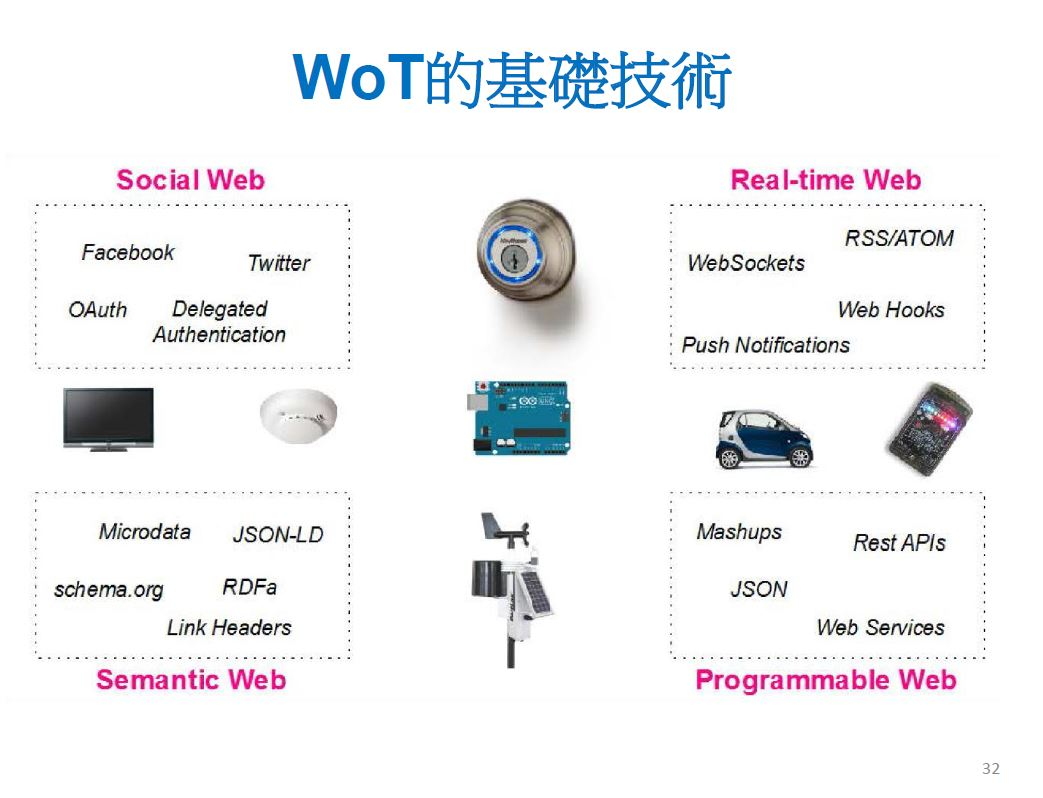 WoT的基礎技術
Social Web
Facebook
Twitter
OAuth
Delegated
Authentication
Real-time Web
RSS/ATOM
WebSockets
Web Hooks
Push Notifications
Microdata
JSON-LD
schema.org
RDFa
Link Headers
Semantic Web
Mashups
Rest APIs
JSON
Web Services
Programmable Web
32